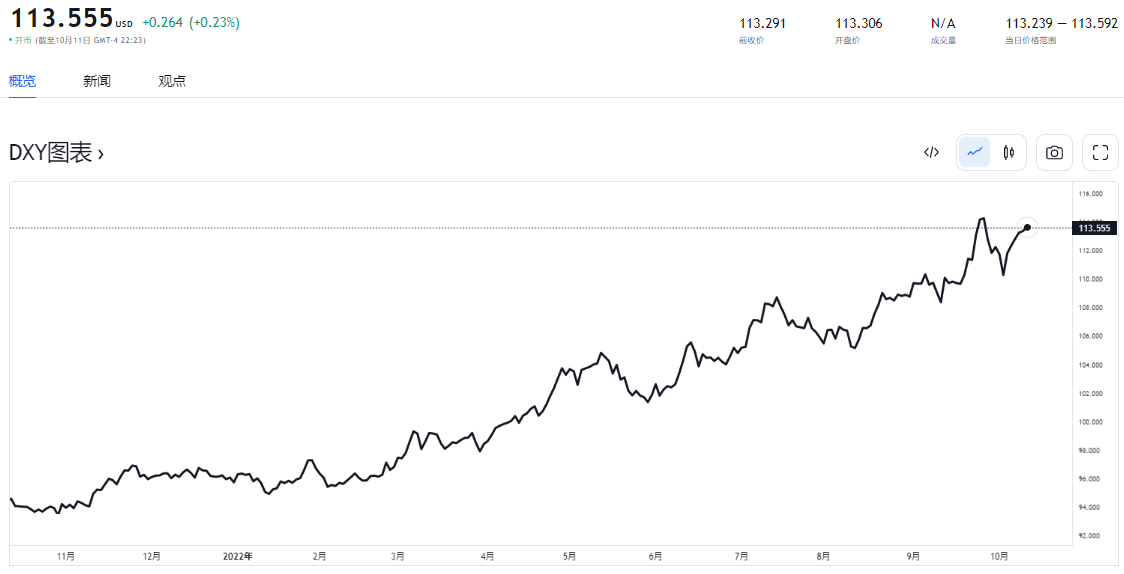 113.555 USD +0.264 (+0.23%)
• 开市 (截至10月11日 GMT-4 22:23)
113.291 113.306 N/A 113.239 — 113.592
前收价 开盘价 成交量 当日价格范围
概览 新闻 观点
DXY图表 ›
</>
116.000
113.555
112.000
110.000
108.000
106.000
104.000
102.000
100.000
98.000
96.000
94.000
92.000
11月 12月 2022年 2月 3月 4月 5月 6月 7月 8月 9月 10月